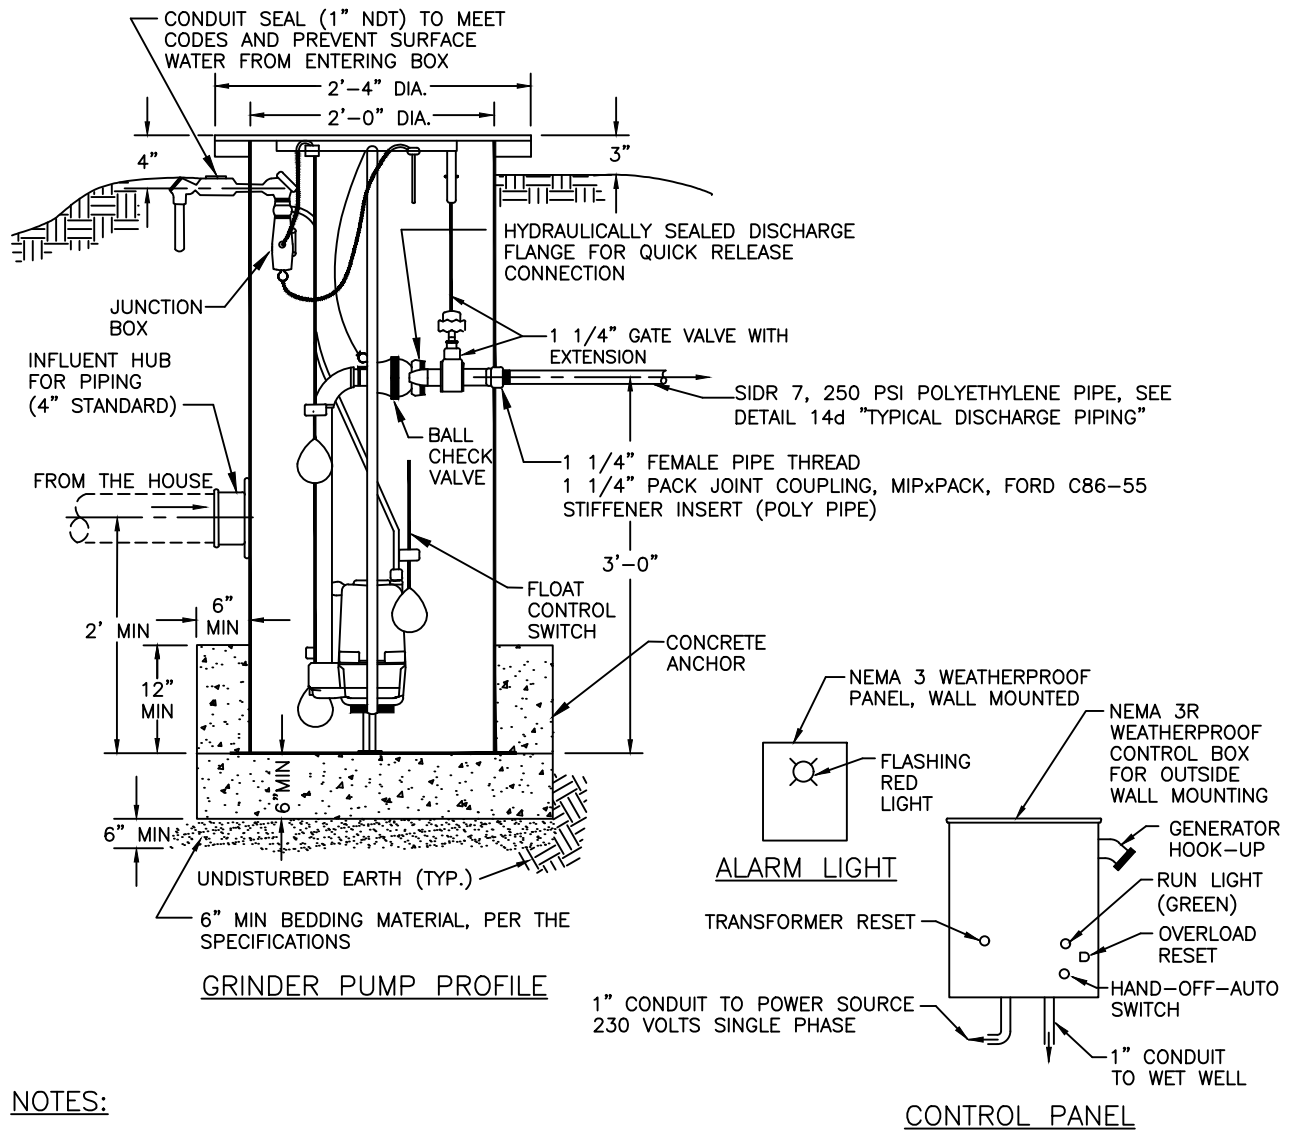 CONDUIT SEAL (1" NDT) TO MEET
CODES AND PREVENT SURFACE
WATER FROM ENTERING BOX
2'-4" DIA.
2'-0" DIA.
4"
3"
HYDRAULICALLY SEALED DISCHARGE
FLANGE FOR QUICK RELEASE
CONNECTION
JUNCTION
BOX
1 1/4" GATE VALVE WITH
EXTENSION
INFLUENT HUB
FOR PIPING
(4" STANDARD)
SIDR 7, 250 PSI POLYETHYLENE PIPE, SEE
DETAIL 14d "TYPICAL DISCHARGE PIPING"
BALL
CHECK
VALVE
FROM THE HOUSE
1 1/4" FEMALE PIPE THREAD
1 1/4" PACK JOINT COUPLING, MIPxPACK, FORD C86-55
STIFFENER INSERT (POLY PIPE)
3'-0"
FLOAT
CONTROL
SWITCH
6"
MIN
2' MIN
CONCRETE
ANCHOR
12"
MIN
6" MIN
6" MIN
UNDISTURBED EARTH (TYP.)
6" MIN BEDDING MATERIAL, PER THE
SPECIFICATIONS
GRINDER PUMP PROFILE
NEMA 3 WEATHERPROOF
PANEL, WALL MOUNTED
FLASHING
RED
LIGHT
ALARM LIGHT
NEMA 3R
WEATHERPROOF
CONTROL BOX
FOR OUTSIDE
WALL MOUNTING
GENERATOR
HOOK-UP
RUN LIGHT
(GREEN)
TRANSFORMER RESET
OVERLOAD
RESET
HAND-OFF-AUTO
SWITCH
1" CONDUIT TO POWER SOURCE
230 VOLTS SINGLE PHASE
1" CONDUIT
TO WET WELL
CONTROL PANEL
NOTES: